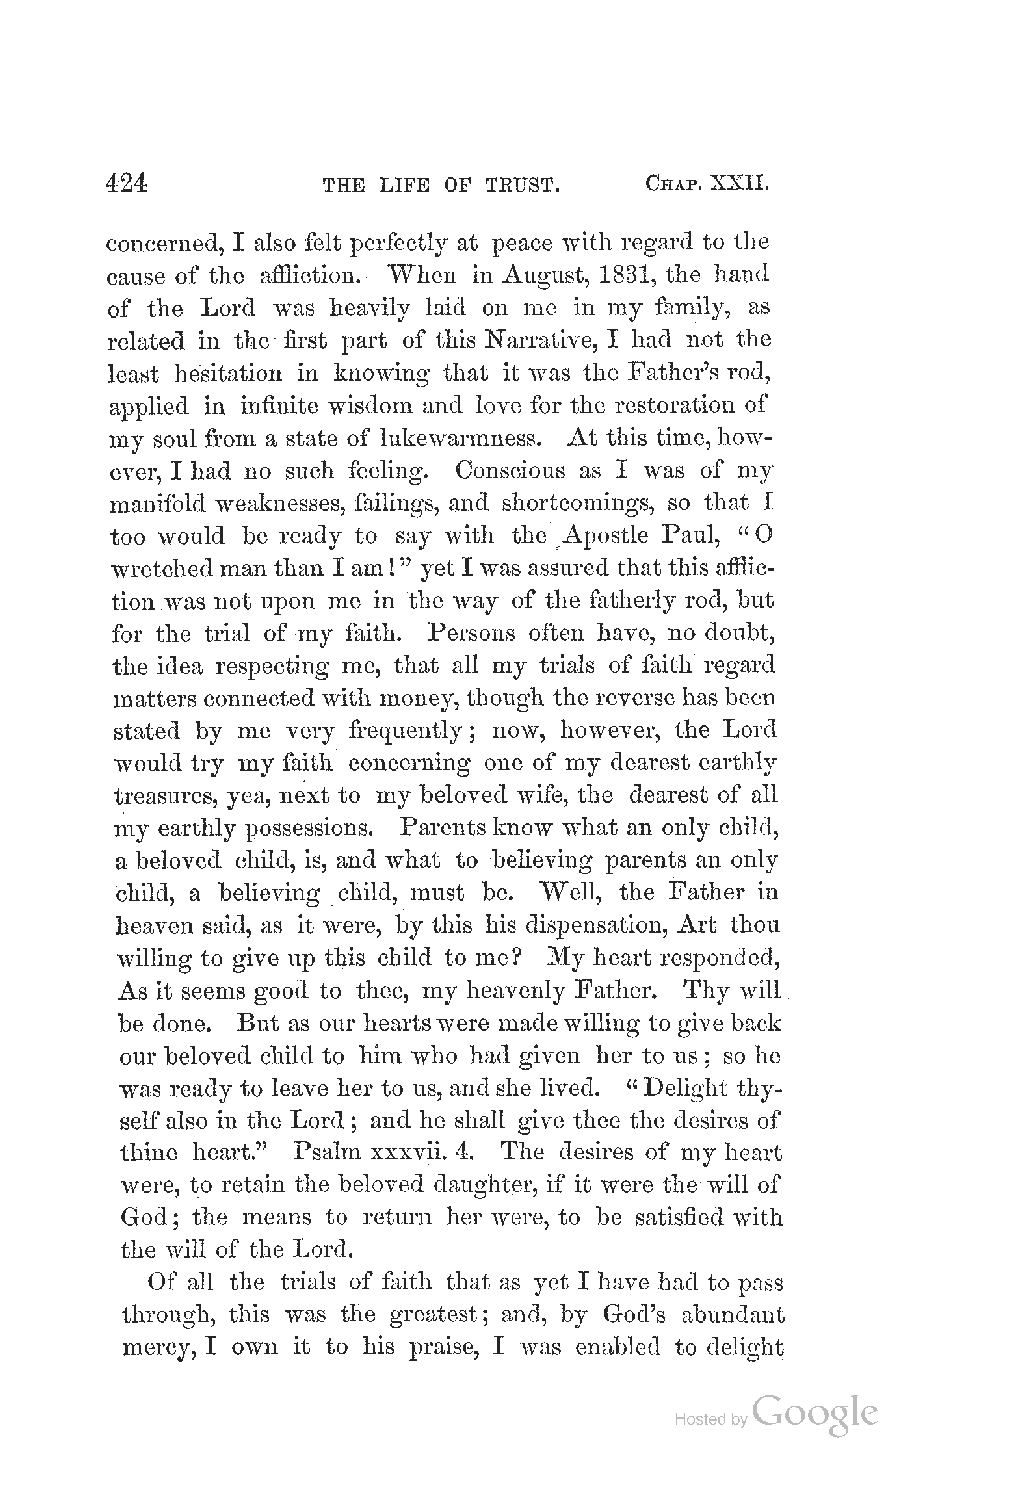 424 THE LIFE OF TRUST. CHAP. XXII.
concerned, I also felt perfectly at peace with regard to the
cause of the affliction. When in August, 1831, the hand
of the Lord was heavily laid on me in my family, as
related in the first part of this Narrative, I had not the
least hesitation in knowing that it was the Father's rod,
applied in infinite wisdom and love for the restoration of
my soul from a state of lukewarmness. At this time, how-
ever, I had no such feeling. Conscious as I was of my
manifold weaknesses, failings, and shortcomings, so that I
too would be ready to say with the Apostle Paul, "O
wretched man than I am!" yet I was assured that this afflic-
tion was not upon me in the way of the fatherly rod, but
for the trial of my faith. Persons often have, no doubt,
the idea respecting me, that all my trials of faith regard
matters connected with money, though the reverse has been
stated by me very frequently; now, however, the Lord
would try my faith concerning one of my dearest earthly
treasures, yea, next to my beloved wife, the dearest of all
my earthly possessions. Parents know what an only child,
a beloved child, is, and what to believing parents an only
child, a believing child, must be. Well, the Father in
heaven said, as it were, by this his dispensation, Art thou
willing to give up this child to me? My heart responded,
As it seems good to thee, my heavenly Father. Thy will
be done. But as our hearts were made willing to give back
our beloved child to him who had given her to us; so he
was ready to leave her to us, and she lived. "Delight thy-
self also in the Lord; and he shall give thee the desires of
thine heart." Psalm xxxvii. 4. The desires of my heart
were, to retain the beloved daughter, if it were the will of
God; the means to return her were, to be satisfied with
the will of the Lord.
Of all the trials of faith that as yet I have had to pass
through, this was the greatest; and, by God's abundant
mercy, I own it to his praise, I was enabled to delight
Hosted by Google